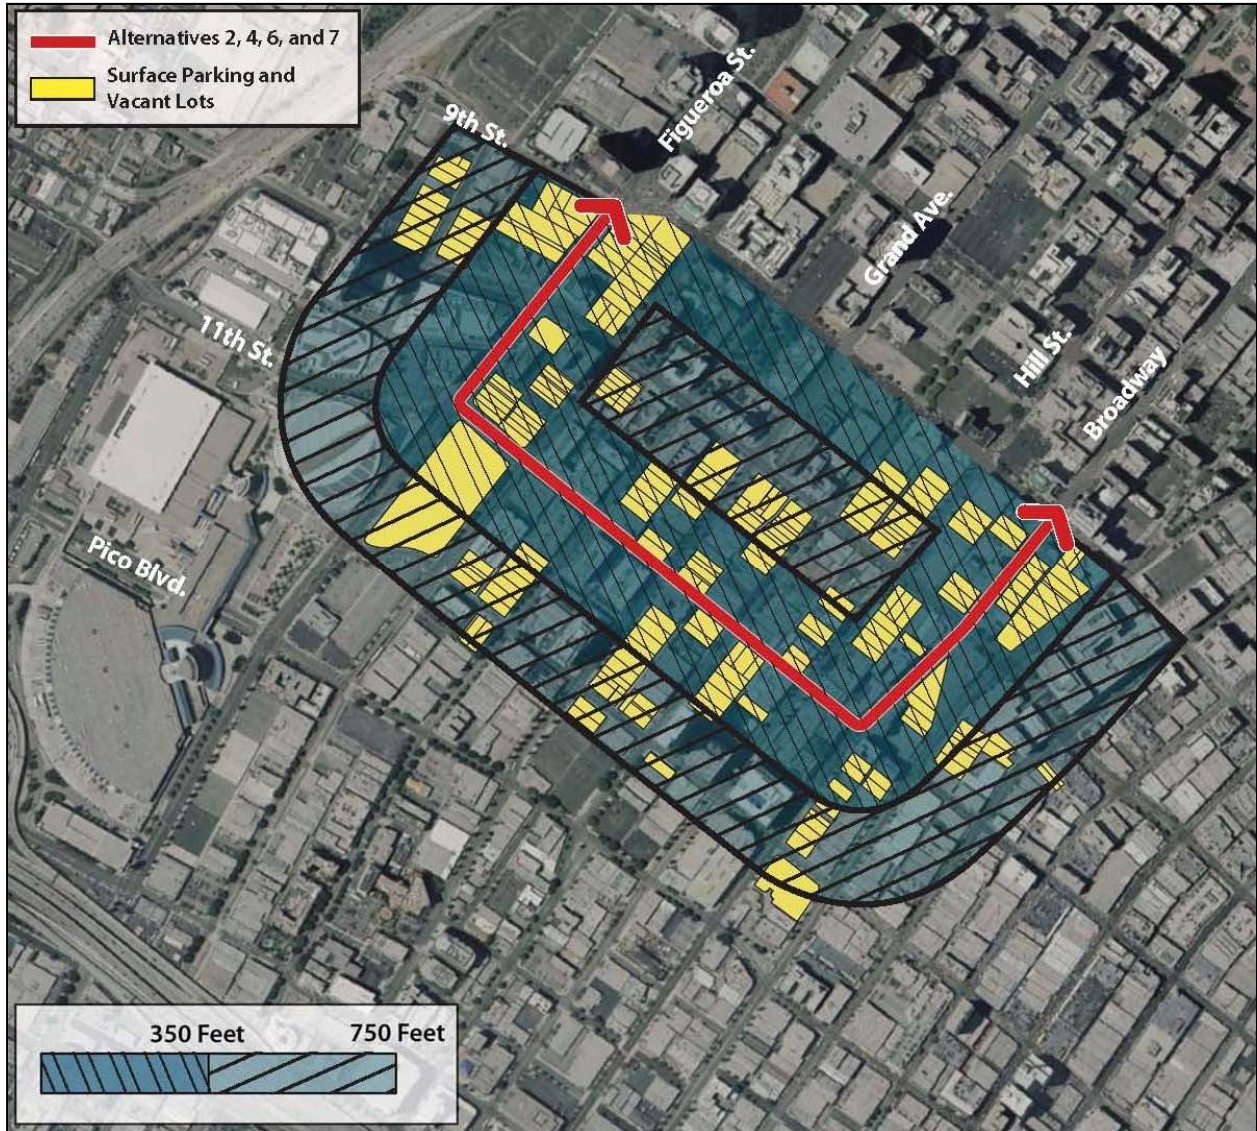 Alternatives 2, 4, 6, and 7
Surface Parking and
Vacant Lots
9th St.
Figueroa St.
Grand Ave.
Hill St.
Broadway
11th St.
Pico Blvd.
350 Feet
750 Feet